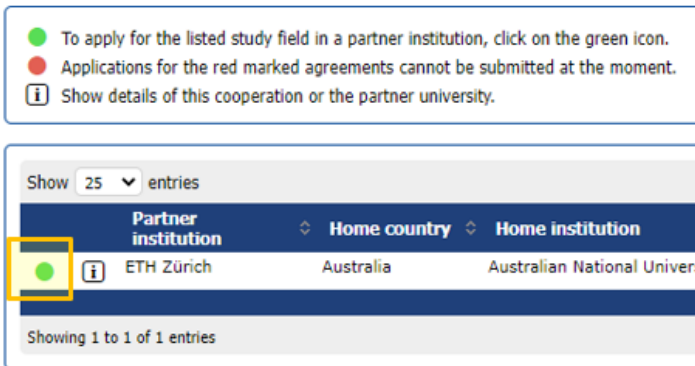 To apply for the listed study field in a partner institution, click on the green icon.
Applications for the red marked agreements cannot be submitted at the moment.
i Show details of this cooperation or the partner university.
Show 25 entries
Partner institution Home country Home institution
i ETH Zürich Australia Australian National Univer
Showing 1 to 1 of 1 entries